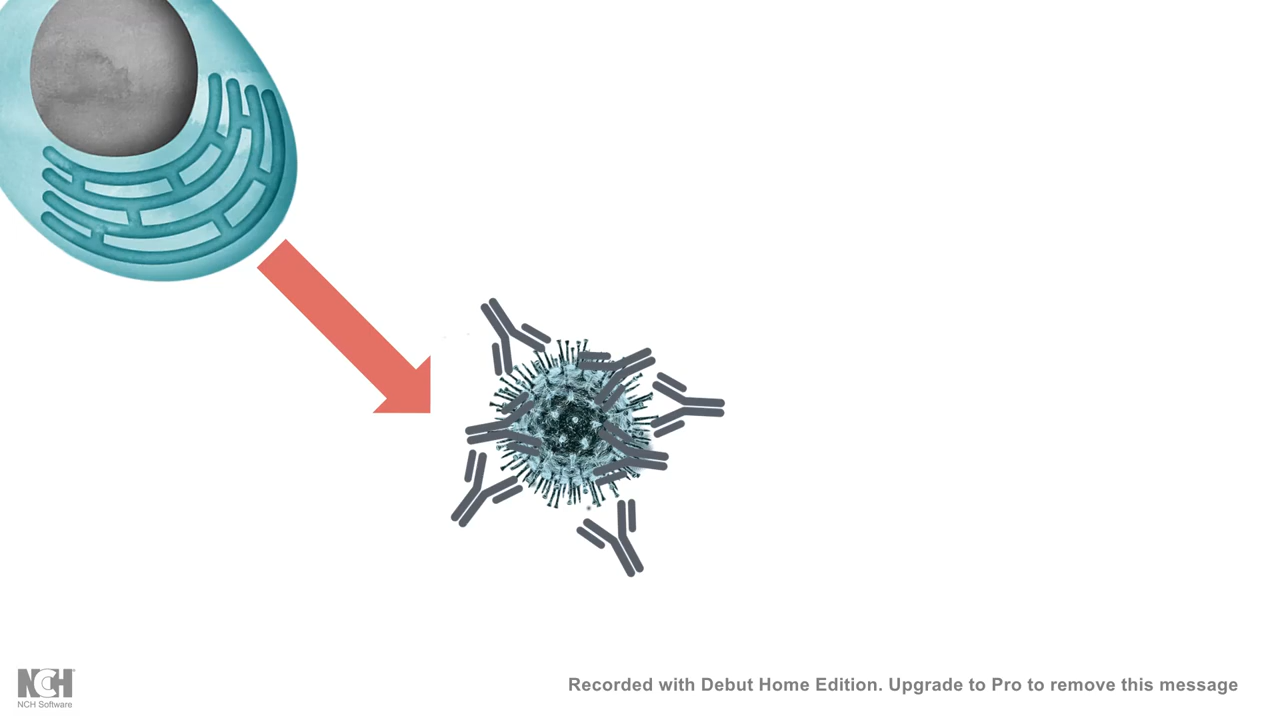 NCH
NCH Software
Recorded with Debut Home Edition. Upgrade to Pro to remove this message